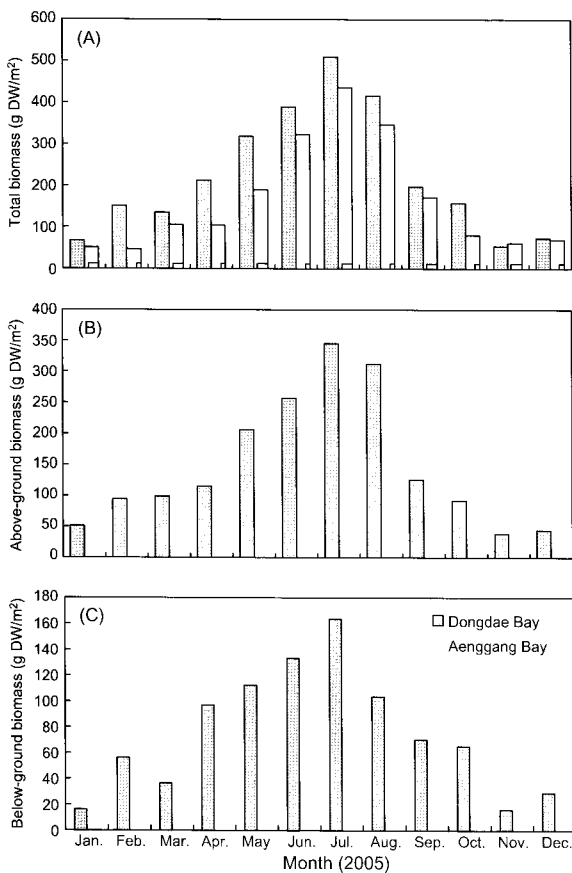 (A)
Total biomass (g DW/m²)
600
500
400
300
200
100
0
(B)
Above-ground biomass (g DW/m²)
400
350
300
250
200
150
100
50
0
(C)
Below-ground biomass (g DW/m²)
180
160
140
120
100
80
60
40
20
0
Dongdae Bay
Aenggang Bay
Jan. Feb. Mar. Apr. May Jun. Jul. Aug. Sep. Oct. Nov. Dec.
Month (2005)